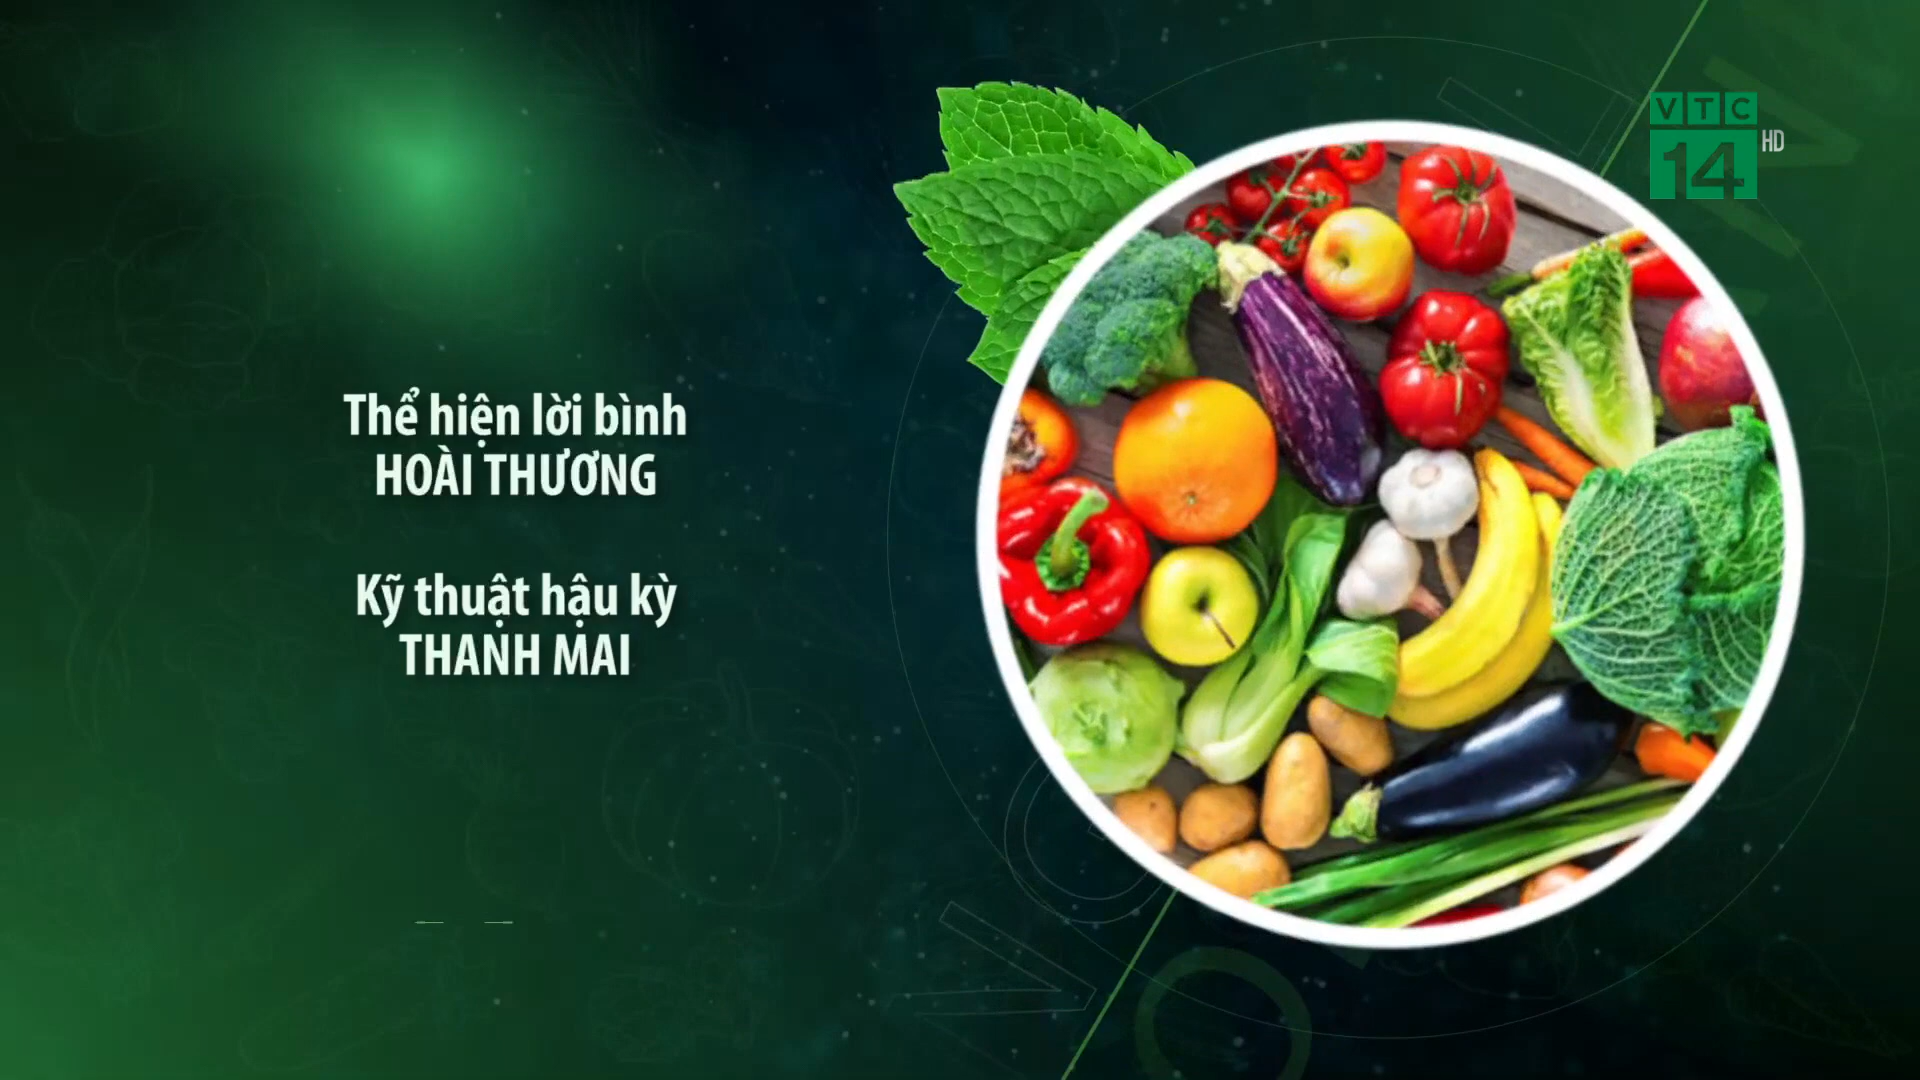 VTC
14 HD
Thể hiện lời bình
HOÀI THƯƠNG
Kỹ thuật hậu kỳ
THANH MAI